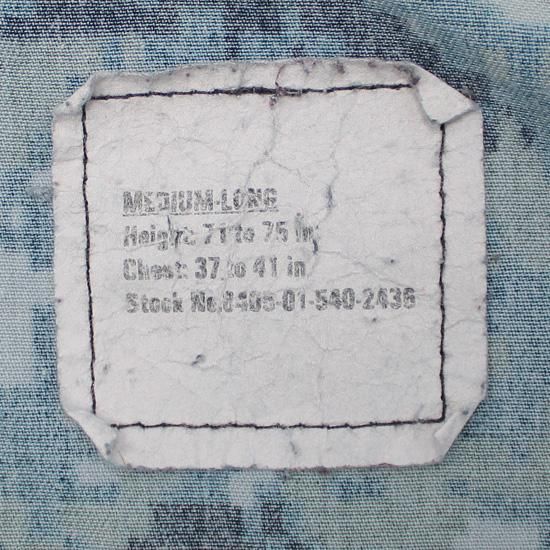 MEDIUM-LONG
Height: 71 to 75 in.
Chest: 37 to 41 in
Stock No.8405-01-540-2436